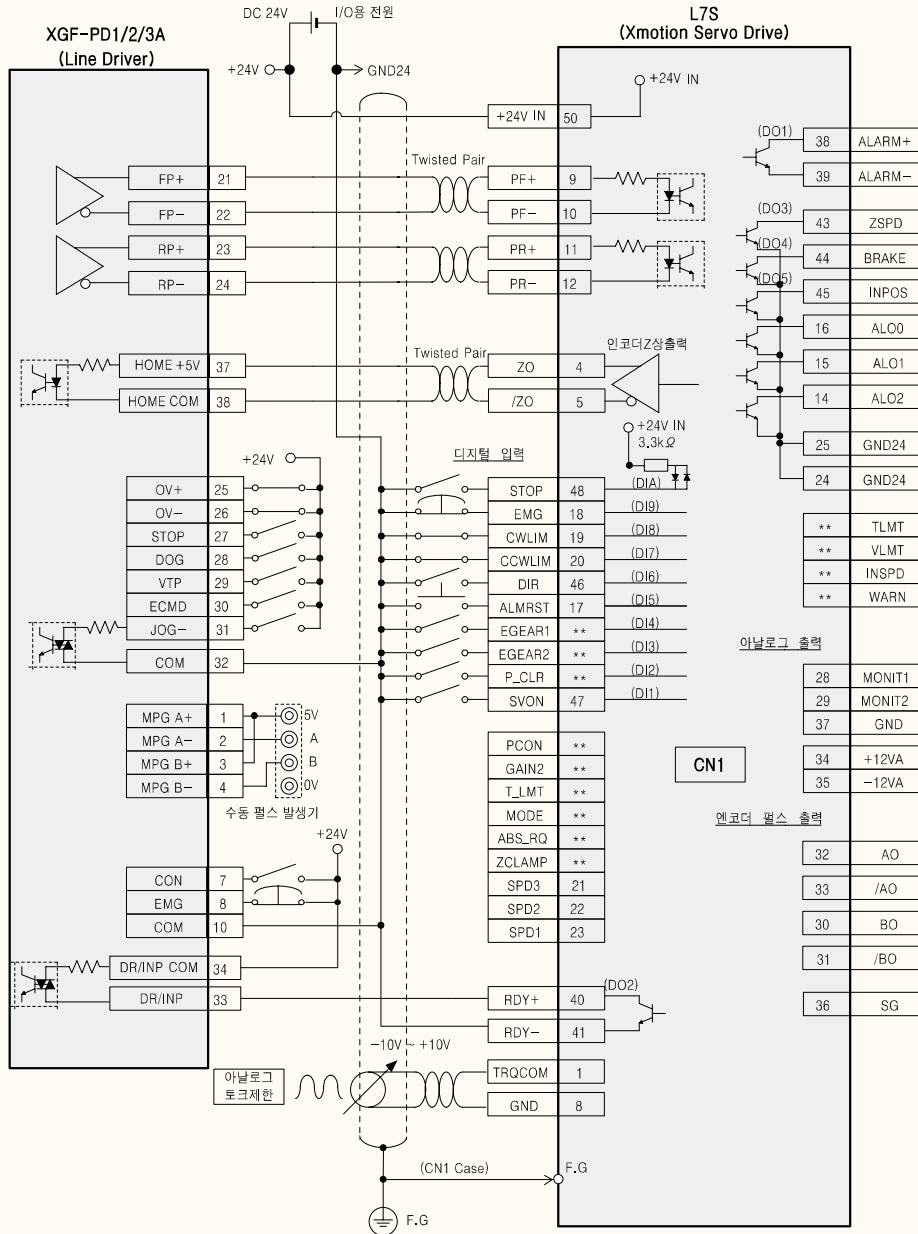 DC 24V
I/O용 전원
XGF-PD1/2/3A
(Line Driver)
L7S
(Xmotion Servo Drive)
+24V
GND24
+24V IN
+24V IN 50
Twisted Pair
FP+ 21
FP- 22
RP+ 23
RP- 24
PF+ 9
PF- 10
PR+ 11
PR- 12
HOME +5V 37
HOME COM 38
Twisted Pair
ZO 4
/ZO 5
인코더Z상출력
+24V IN
3.3kΩ
+24V
OV+ 25
OV- 26
STOP 27
DOG 28
VTP 29
ECMD 30
JOG- 31
COM 32
디지털 입력
STOP 48 (DIA)
EMG 18 (DI9)
CWLIM 19 (DI8)
CCWLIM 20 (DI7)
DIR 46 (DI6)
ALMRST 17 (DI5)
EGEAR1 ** (DI4)
EGEAR2 ** (DI3)
P_CLR ** (DI2)
SVON 47 (DI1)
MPG A+ 1
MPG A- 2
MPG B+ 3
MPG B- 4
5V
A
B
0V
수동 펄스 발생기
+24V
CON 7
EMG 8
COM 10
DR/INP COM 34
DR/INP 33
PCON **
GAIN2 **
T_LMT **
MODE **
ABS_RQ **
ZCLAMP **
SPD3 21
SPD2 22
SPD1 23
RDY+ 40 (DO2)
RDY- 41
-10V ~ +10V
아날로그
토크제한
TRQCOM 1
GND 8
(CN1 Case)
F.G
F.G
CN1
(DO1)
38 ALARM+
39 ALARM-
(DO3)
43 ZSPD
(DO4)
44 BRAKE
(DO5)
45 INPOS
16 ALO0
15 ALO1
14 ALO2
25 GND24
24 GND24
** TLMT
** VLMT
** INSPD
** WARN
아날로그 출력
28 MONIT1
29 MONIT2
37 GND
34 +12VA
35 -12VA
엔코더 펄스 출력
32 AO
33 /AO
30 BO
31 /BO
36 SG